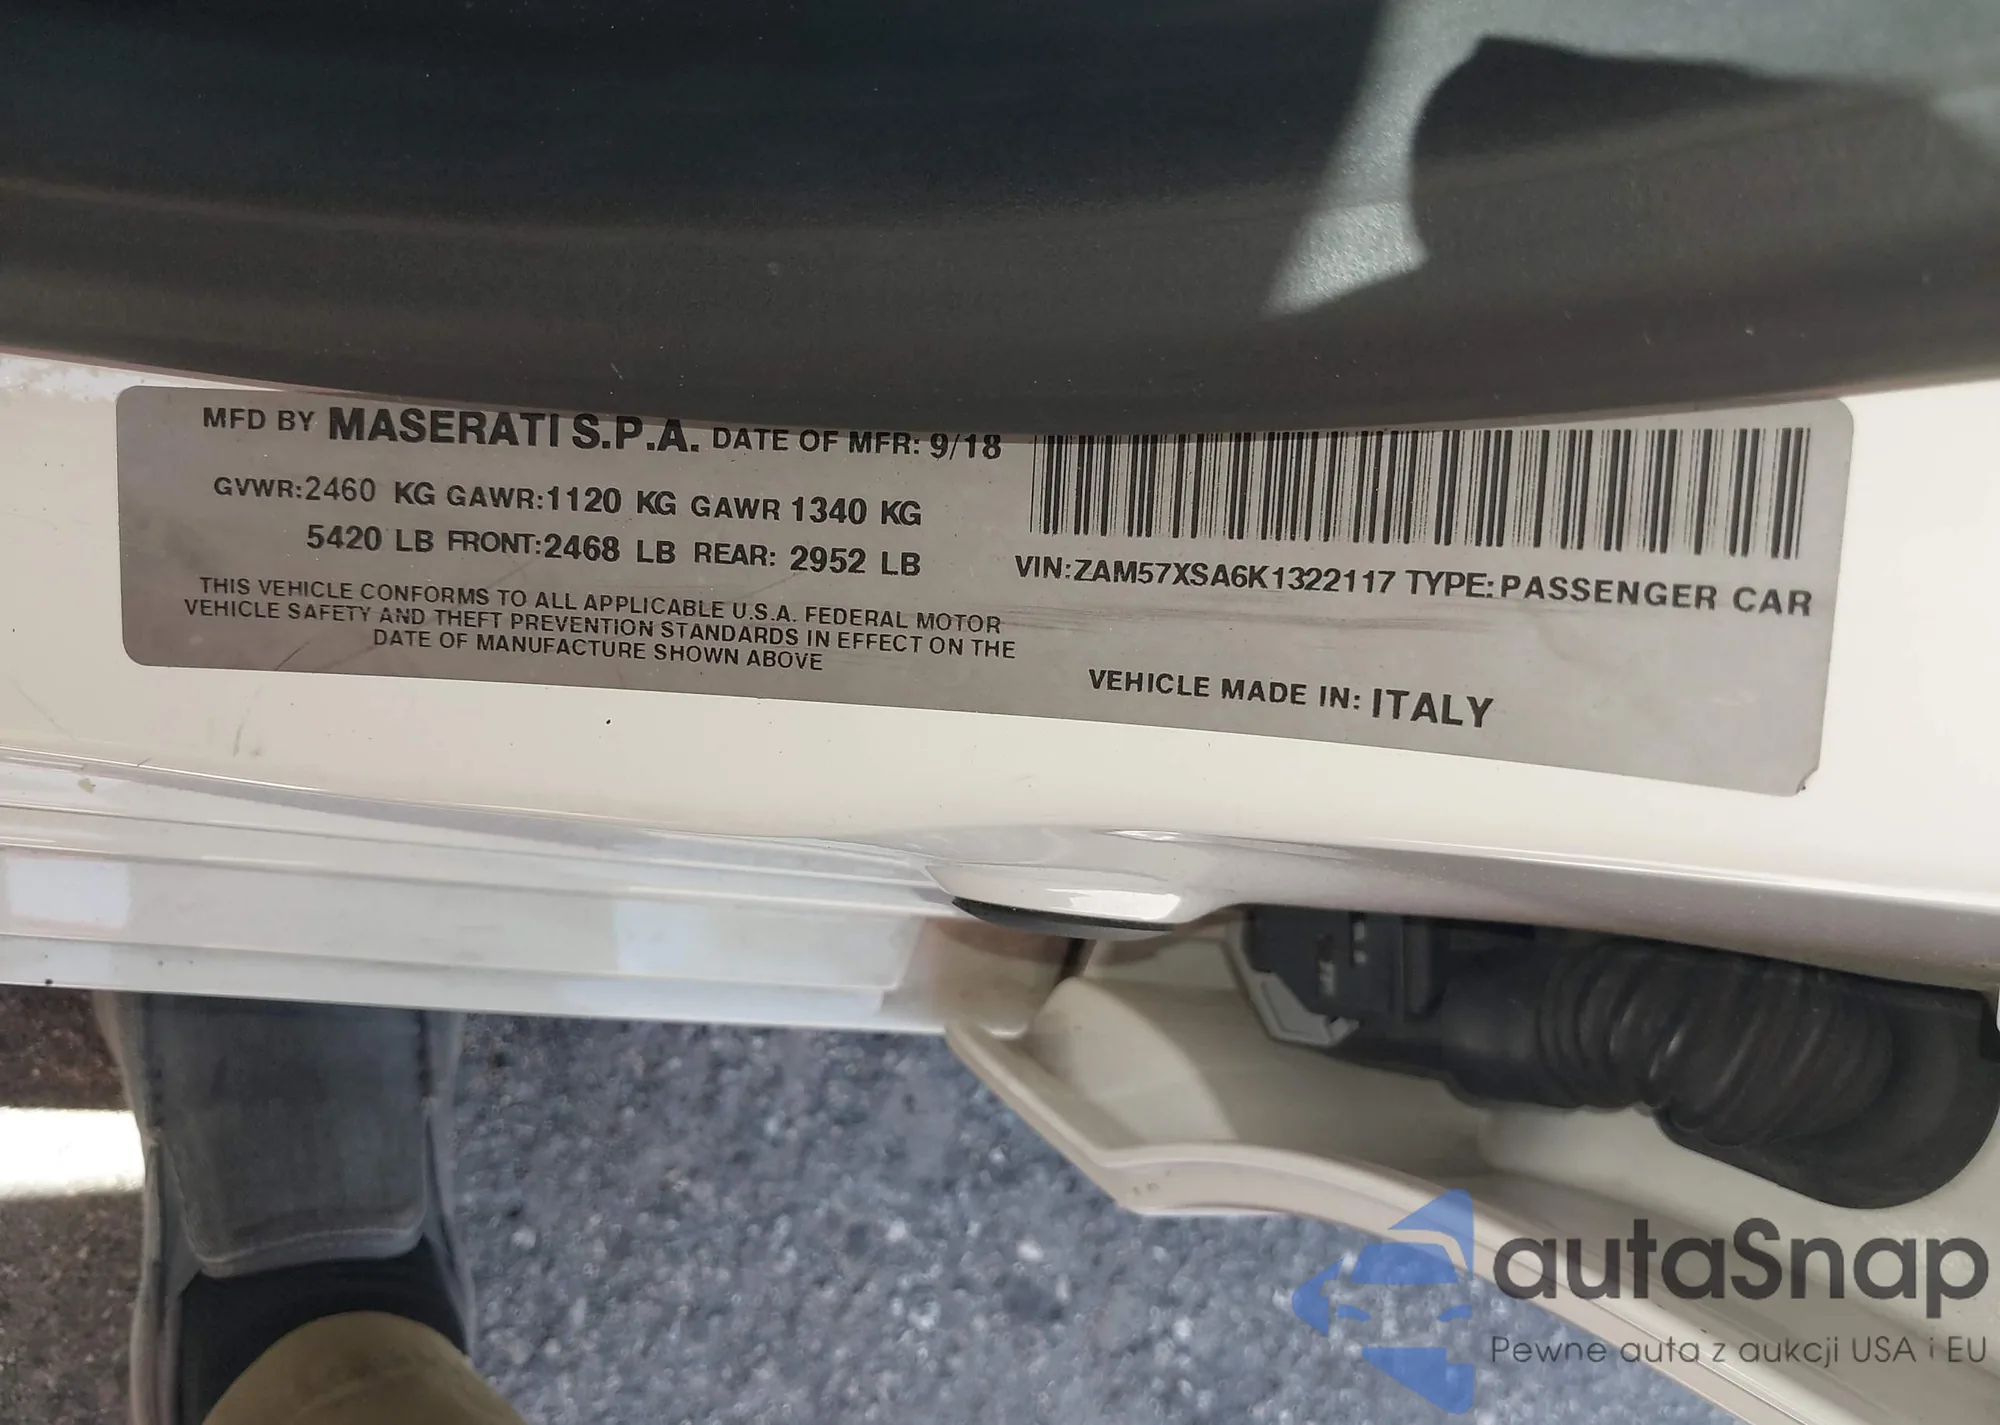 MFD BY MASERATI S.P.A. DATE OF MFR: 9/18
GVWR:2460 KG GAWR:1120 KG GAWR 1340 KG
5420 LB FRONT:2468 LB REAR: 2952 LB
THIS VEHICLE CONFORMS TO ALL APPLICABLE U.S.A. FEDERAL MOTOR
VEHICLE SAFETY AND THEFT PREVENTION STANDARDS IN EFFECT ON THE
DATE OF MANUFACTURE SHOWN ABOVE
VIN:ZAM57XSA6K1322117 TYPE:PASSENGER CAR
VEHICLE MADE IN: ITALY
autaSnap
Pewne auta z aukcji USA i EU